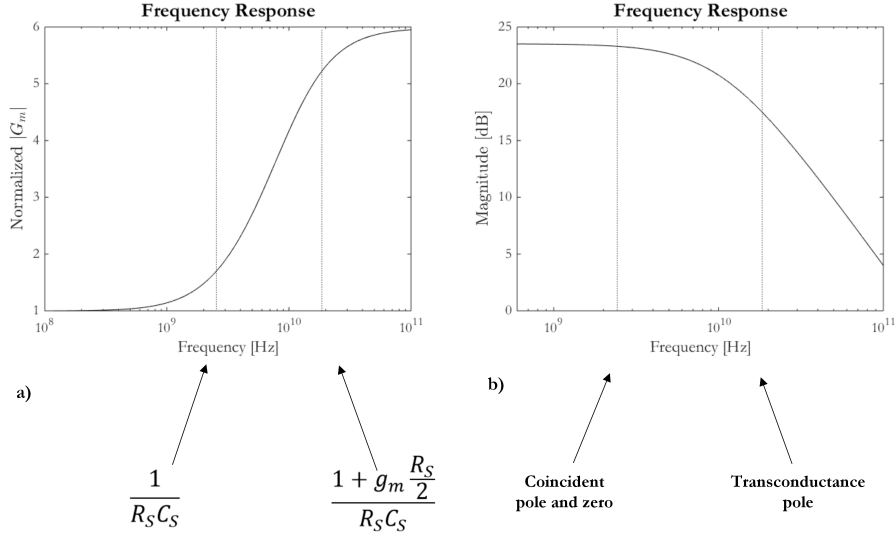 Frequency Response
6
5
4
3
2
1
Normalized |G_m|
10^8
10^9
10^10
10^11
Frequency [Hz]
Frequency Response
25
20
15
10
5
0
Magnitude [dB]
10^9
10^10
10^11
Frequency [Hz]
a)
b)
1
R_S C_S
1 + g_m R_S/2
R_S C_S
Coincident
pole and zero
Transconductance
pole